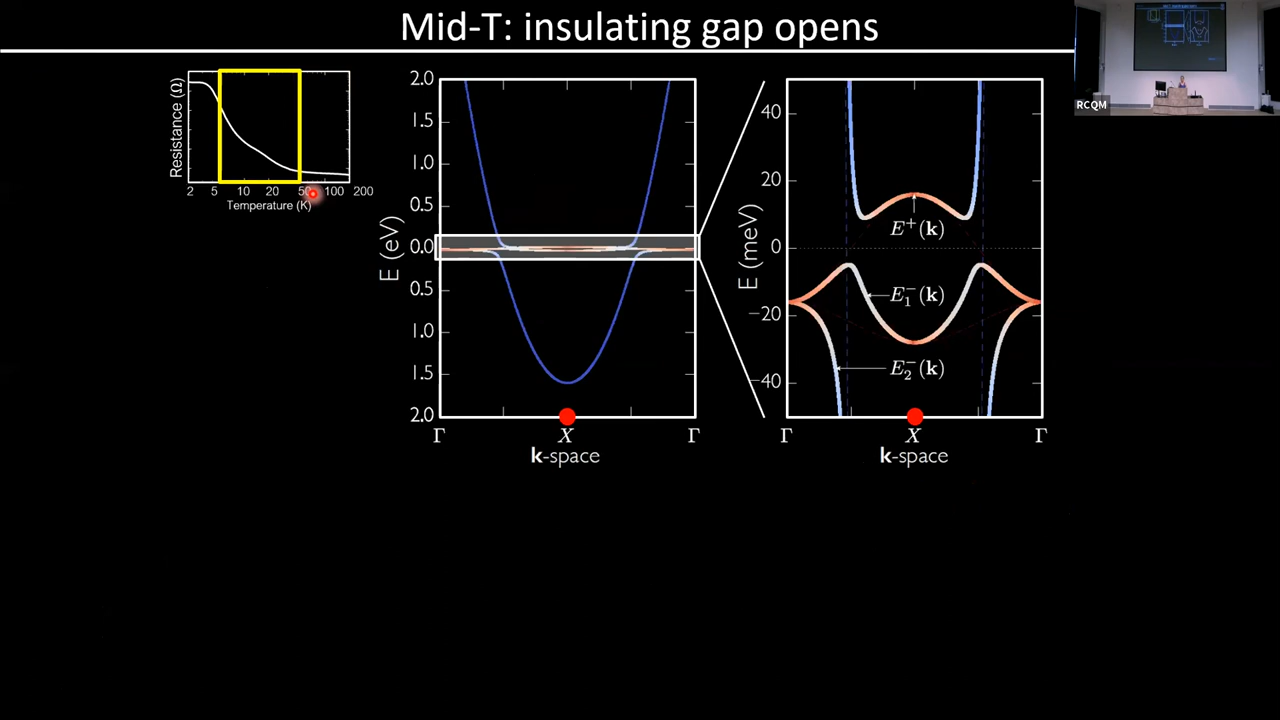 Mid-T: insulating gap opens
RCQM
Resistance (Ω)
2 5 10 20 50 100 200
Temperature (K)
E (eV)
2.0
1.5
1.0
0.5
0.0
0.5
1.0
1.5
2.0
Γ X Γ
k-space
E (meV)
40
20
0
−20
−40
E⁺(k)
E₁⁻(k)
E₂⁻(k)
Γ X Γ
k-space